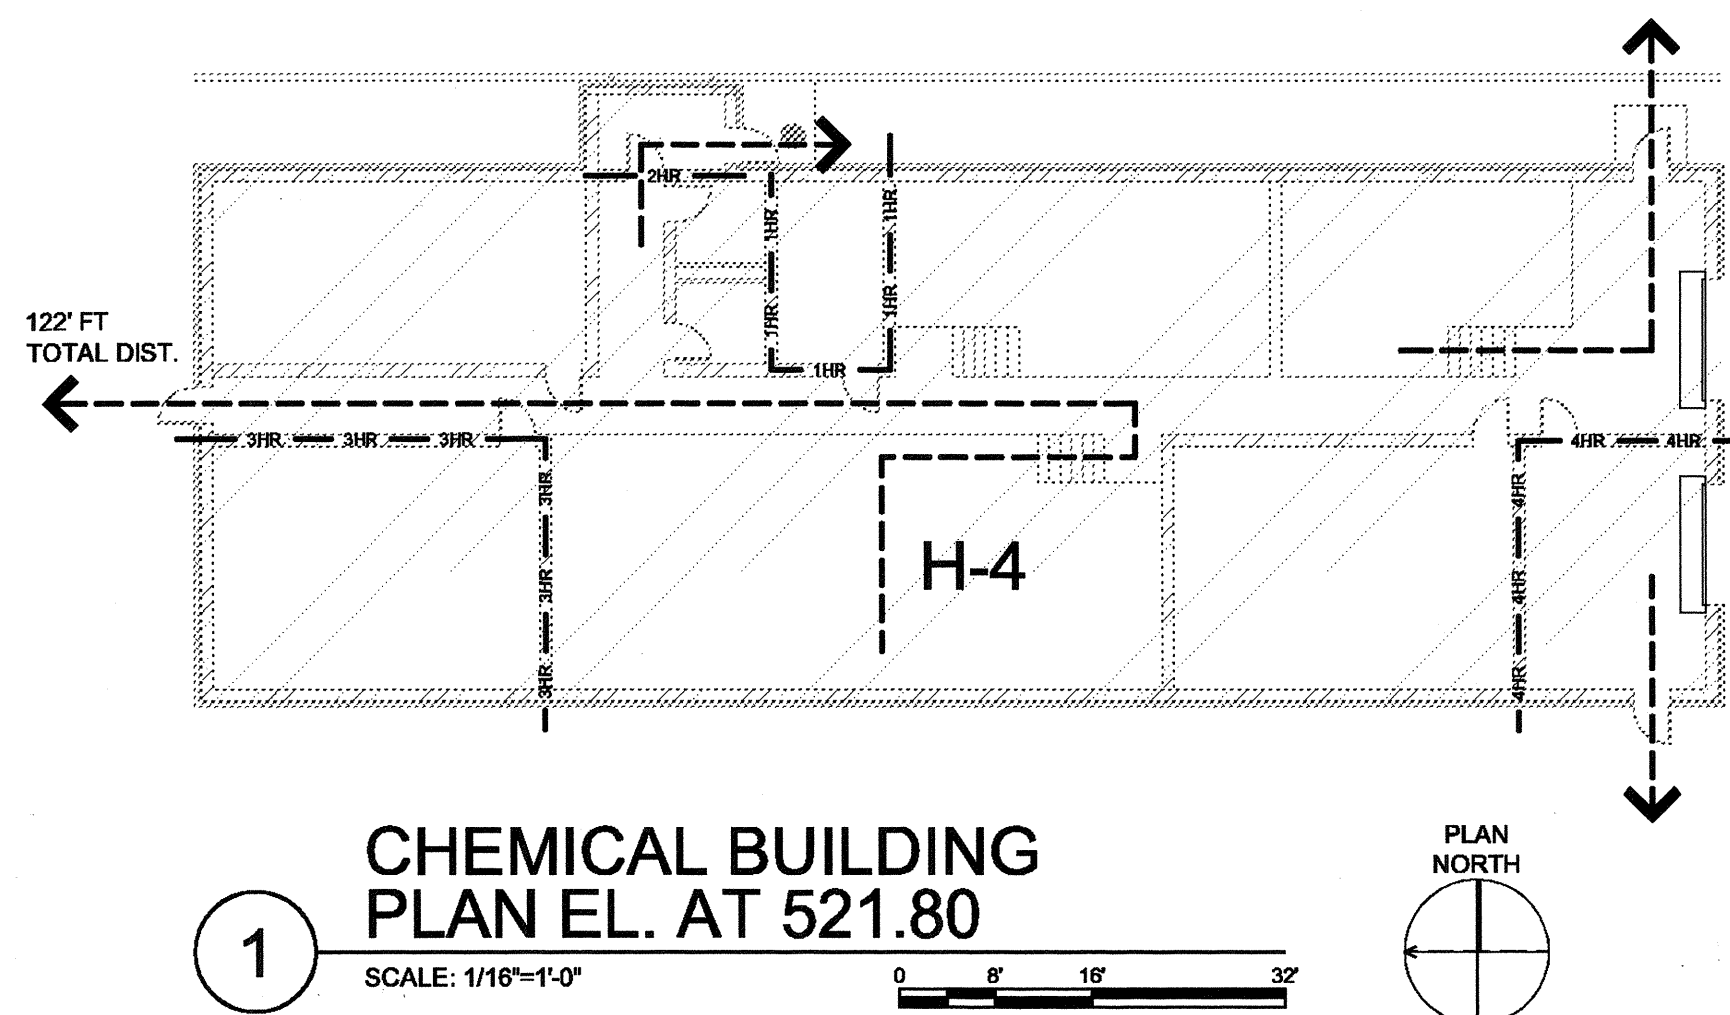 122' FT
TOTAL DIST.
2HR
1HR
1HR
1HR
1HR
1HR
3HR
3HR
3HR
3HR
3HR
3HR
4HR
4HR
4HR
4HR
4HR
H-4
CHEMICAL BUILDING
PLAN EL. AT 521.80
1
SCALE: 1/16"=1'-0"
0 8' 16' 32'
PLAN
NORTH